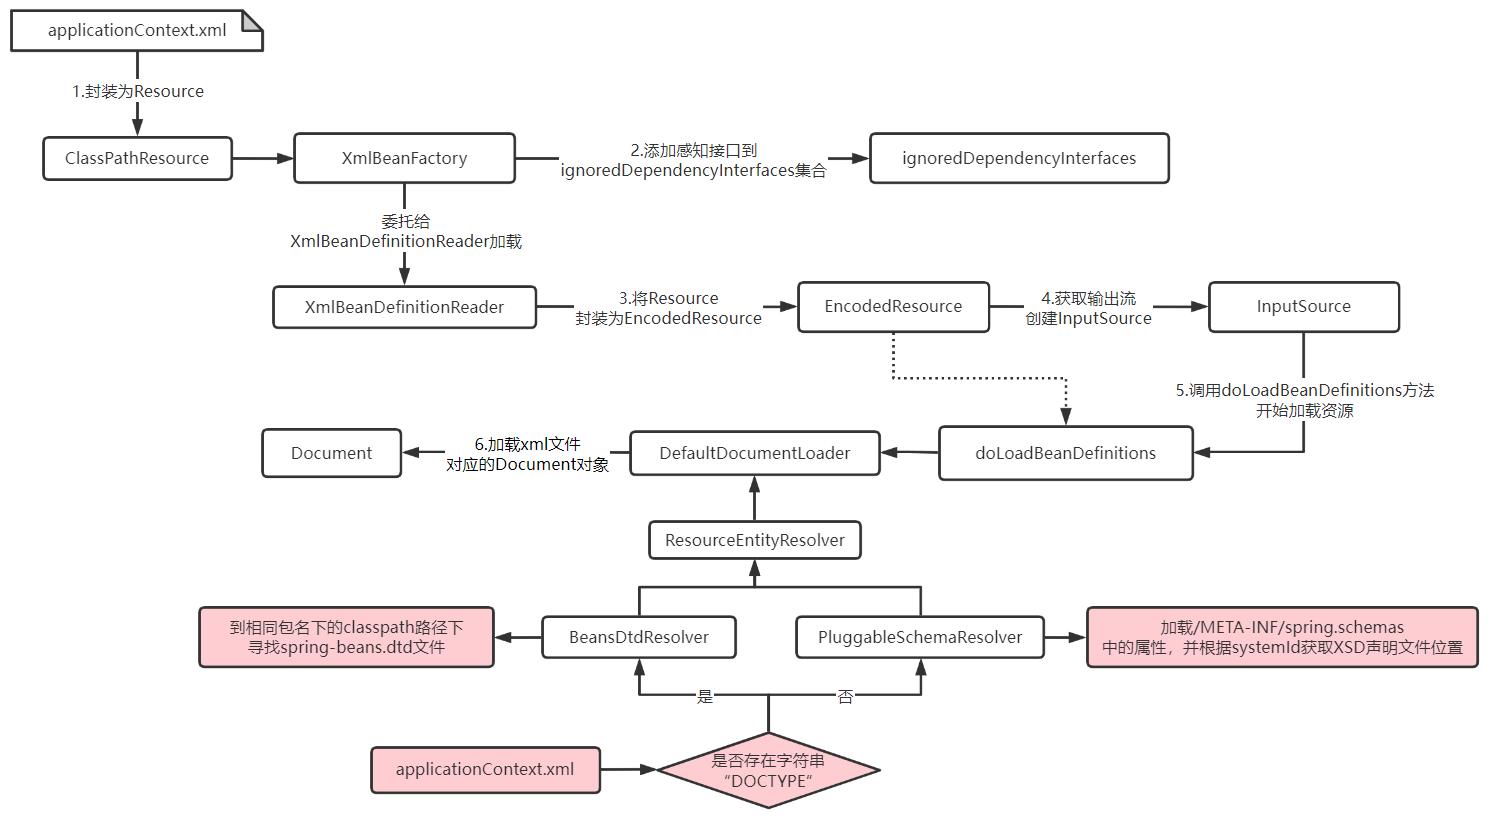 applicationContext.xml
1.封装为Resource
ClassPathResource
XmlBeanFactory
2.添加感知接口到
ignoredDependencyInterfaces集合
ignoredDependencyInterfaces
委托给
XmlBeanDefinitionReader加载
XmlBeanDefinitionReader
3.将Resource
封装为EncodedResource
EncodedResource
4.获取输出流
创建InputSource
InputSource
5.调用doLoadBeanDefinitions方法
开始加载资源
Document
6.加载xml文件
对应的Document对象
DefaultDocumentLoader
doLoadBeanDefinitions
ResourceEntityResolver
到相同包名下的classpath路径下
寻找spring-beans.dtd文件
BeansDtdResolver
PluggableSchemaResolver
加载/META-INF/spring.schemas
中的属性，并根据systemId获取XSD声明文件位置
是
否
applicationContext.xml
是否存在字符串
“DOCTYPE“